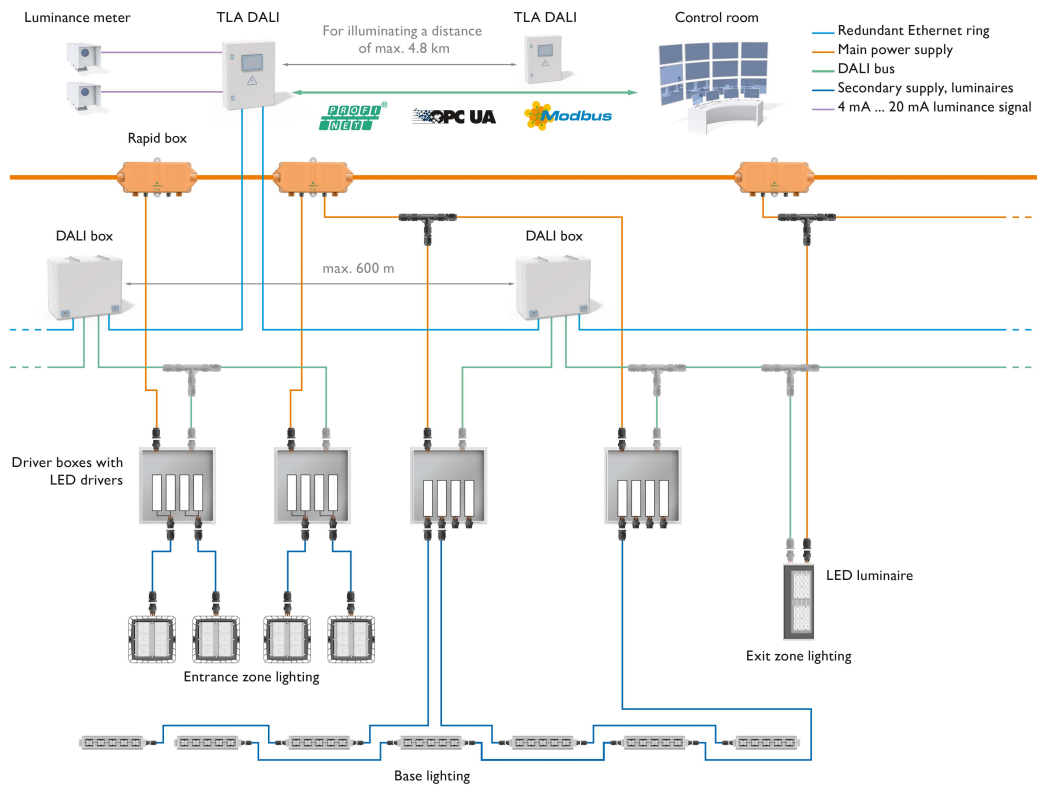 Luminance meter
TLA DALI
For illuminating a distance
of max. 4.8 km
TLA DALI
Control room
Redundant Ethernet ring
Main power supply
DALI bus
Secondary supply, luminaires
4 mA ... 20 mA luminance signal
PROFI
NET
OPC UA
Modbus
Rapid box
DALI box
max. 600 m
DALI box
Driver boxes with
LED drivers
LED luminaire
Exit zone lighting
Entrance zone lighting
Base lighting